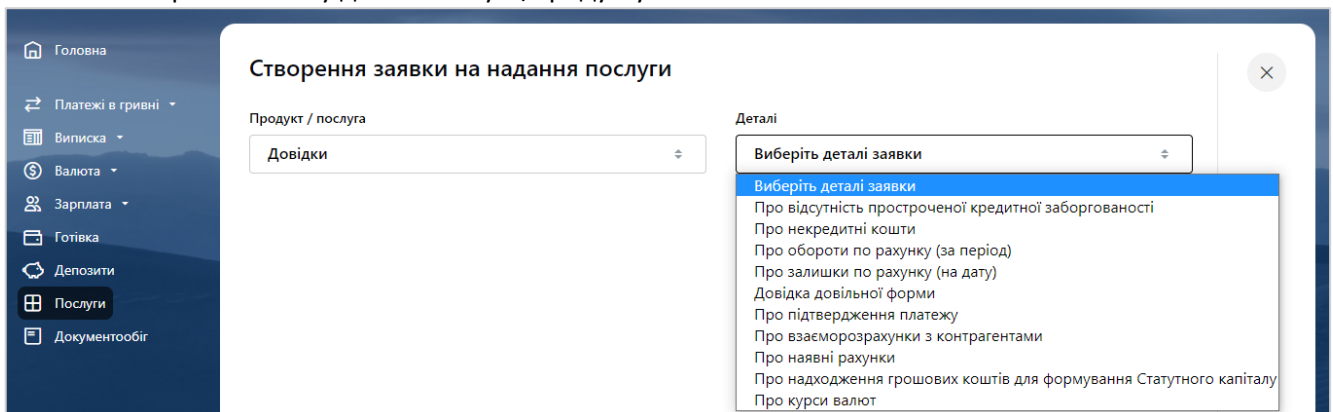 Головна
Платежі в гривні
Виписка
Валюта
Зарплата
Готівка
Депозити
Послуги
Документообіг
Створення заявки на надання послуги
Продукт / послуга
Довідки
Деталі
Виберіть деталі заявки
Виберіть деталі заявки
Про відсутність простроченої кредитної заборгованості
Про некредитні кошти
Про обороти по рахунку (за період)
Про залишки по рахунку (на дату)
Довідка довільної форми
Про підтвердження платежу
Про взаєморозрахунки з контрагентами
Про наявні рахунки
Про надходження грошових коштів для формування Статутного капіталу
Про курси валют